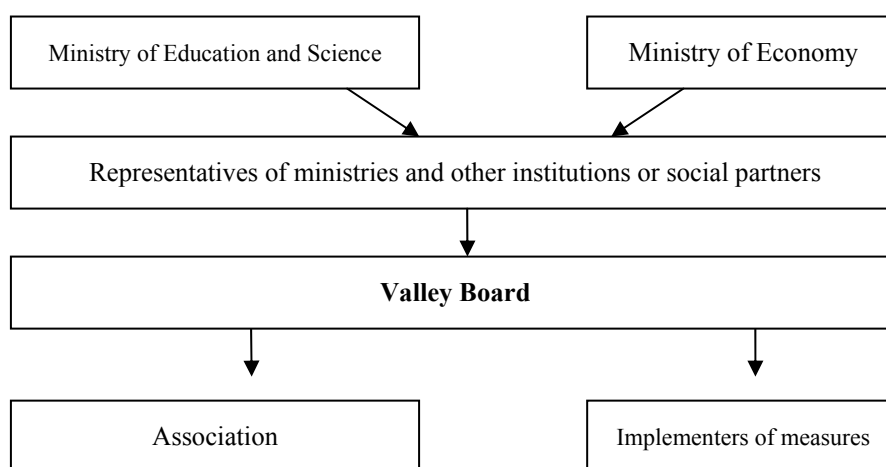 Ministry of Education and Science
Ministry of Economy
Representatives of ministries and other institutions or social partners
Valley Board
Association
Implementers of measures